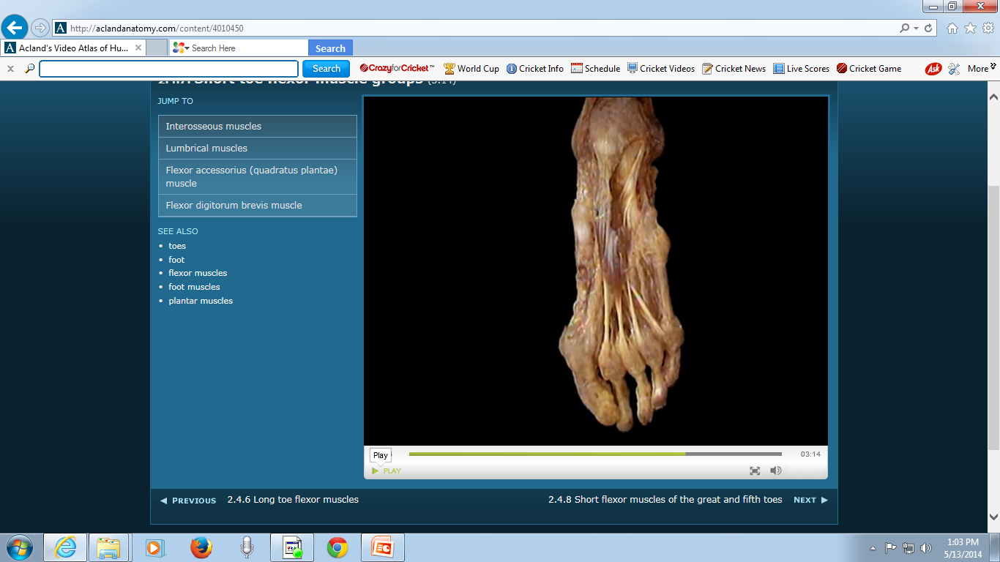 http://aclandanatomy.com/content/4010450
Acland's Video Atlas of Hu...
Search Here
Search
Search
CrazyforCricket™
World Cup
Cricket Info
Schedule
Cricket Videos
Cricket News
Live Scores
Cricket Game
Ask
More
Short toe flexor muscle groups
JUMP TO
Interosseous muscles
Lumbrical muscles
Flexor accessorius (quadratus plantae)
muscle
Flexor digitorum brevis muscle
SEE ALSO
• toes
• foot
• flexor muscles
• foot muscles
• plantar muscles
Play
03:14
PLAY
PREVIOUS 2.4.6 Long toe flexor muscles
2.4.8 Short flexor muscles of the great and fifth toes NEXT
1:03 PM
5/13/2014